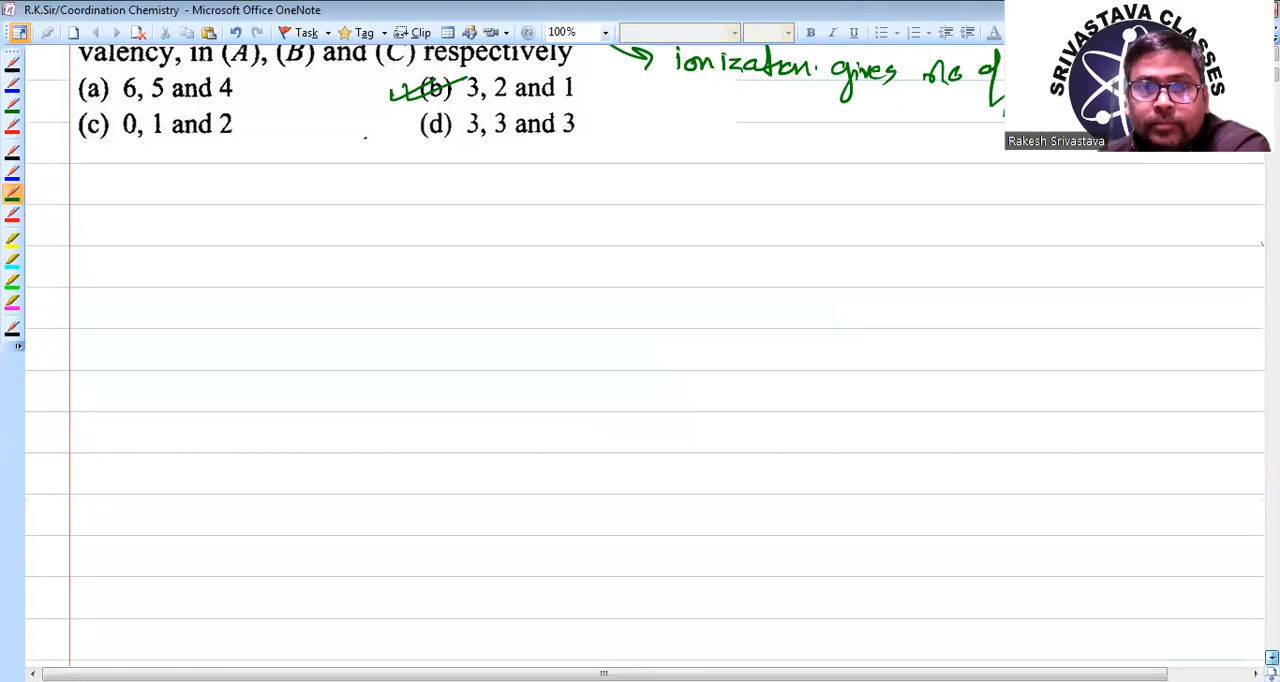 R.K.Sir/Coordination Chemistry - Microsoft Office OneNote
Task Tag Clip 100% B I U A
valency, in (A), (B) and (C) respectively
ionization. gives no of
(a) 6, 5 and 4
(b) 3, 2 and 1
(c) 0, 1 and 2
(d) 3, 3 and 3
SRIVASTAVA CLASSES
Rakesh Srivastava